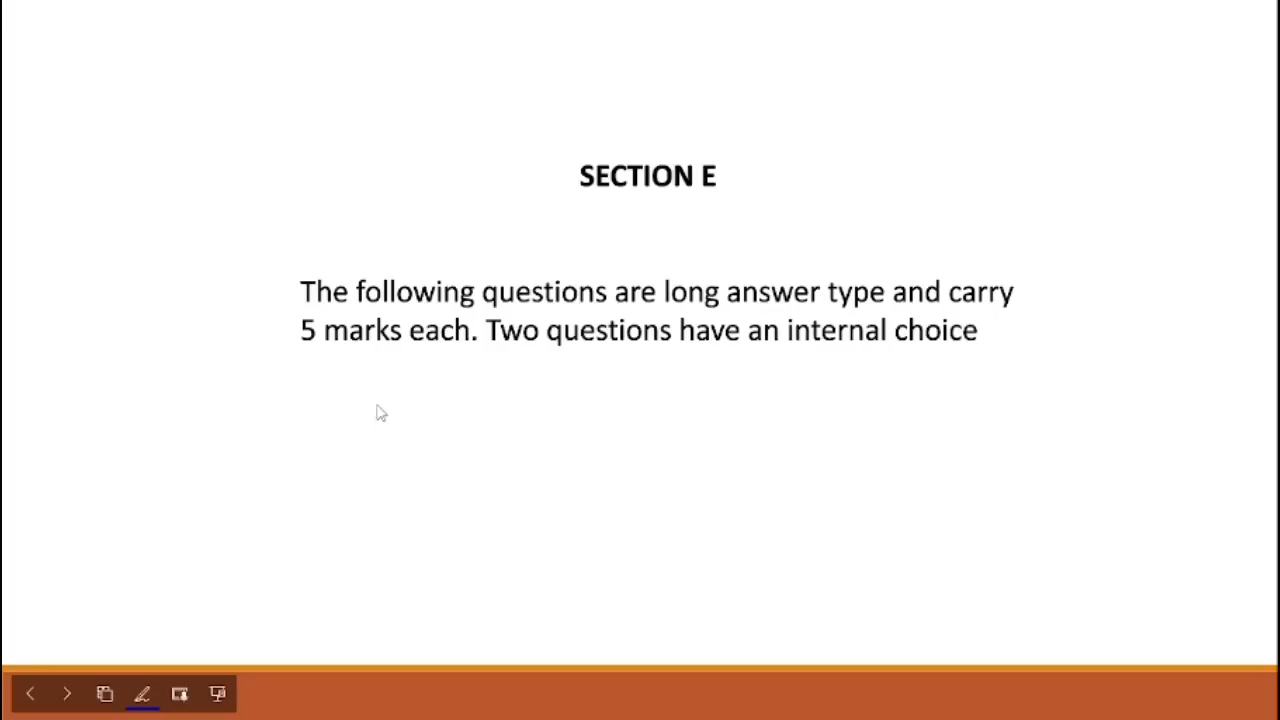 SECTION E
The following questions are long answer type and carry
5 marks each. Two questions have an internal choice